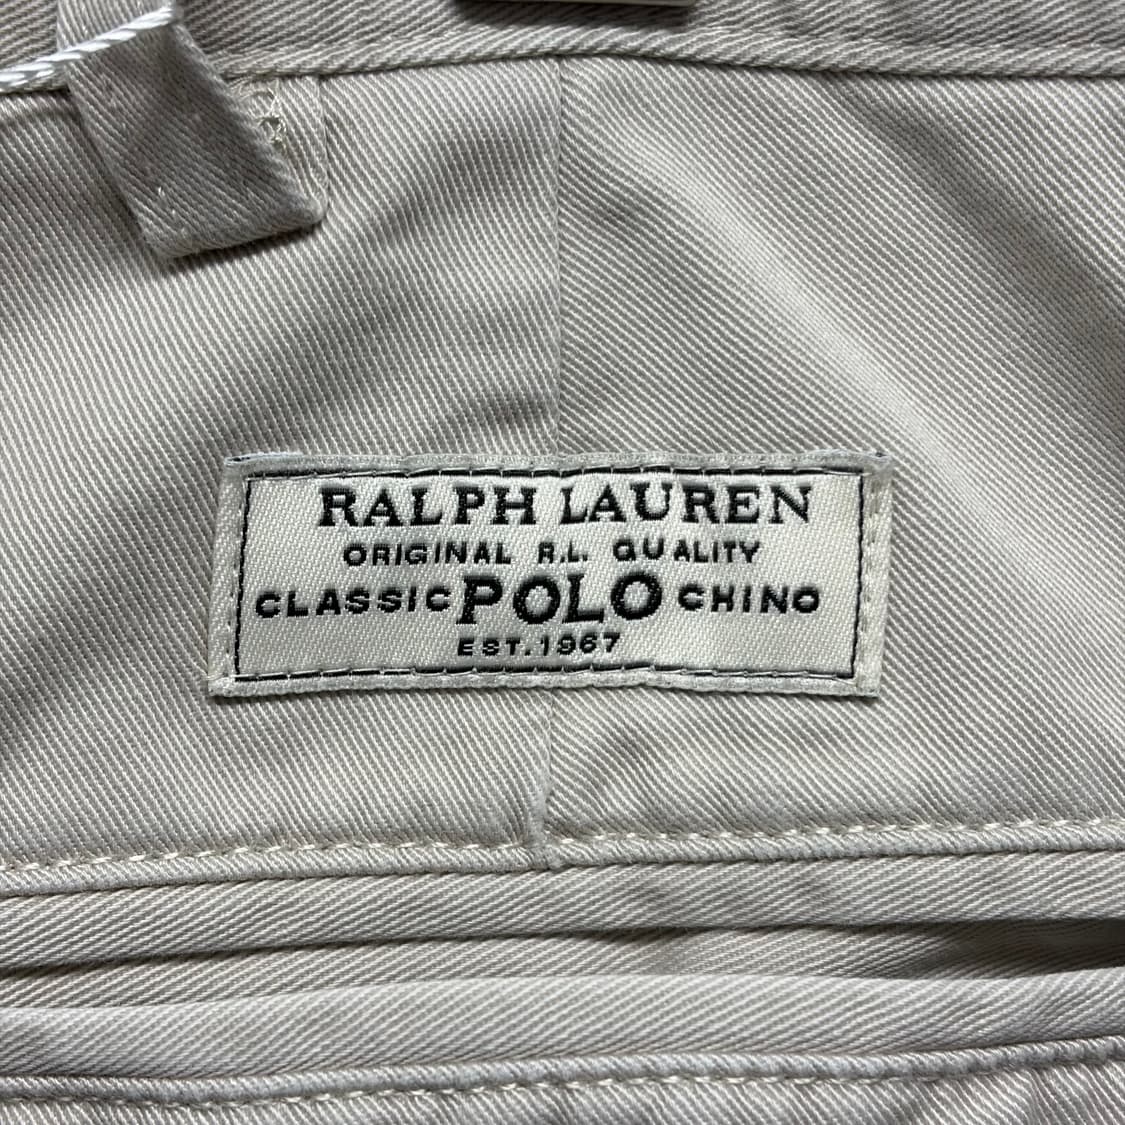 RALPH LAUREN
ORIGINAL R.L. QUALITY
CLASSIC POLO CHINO
EST. 1967